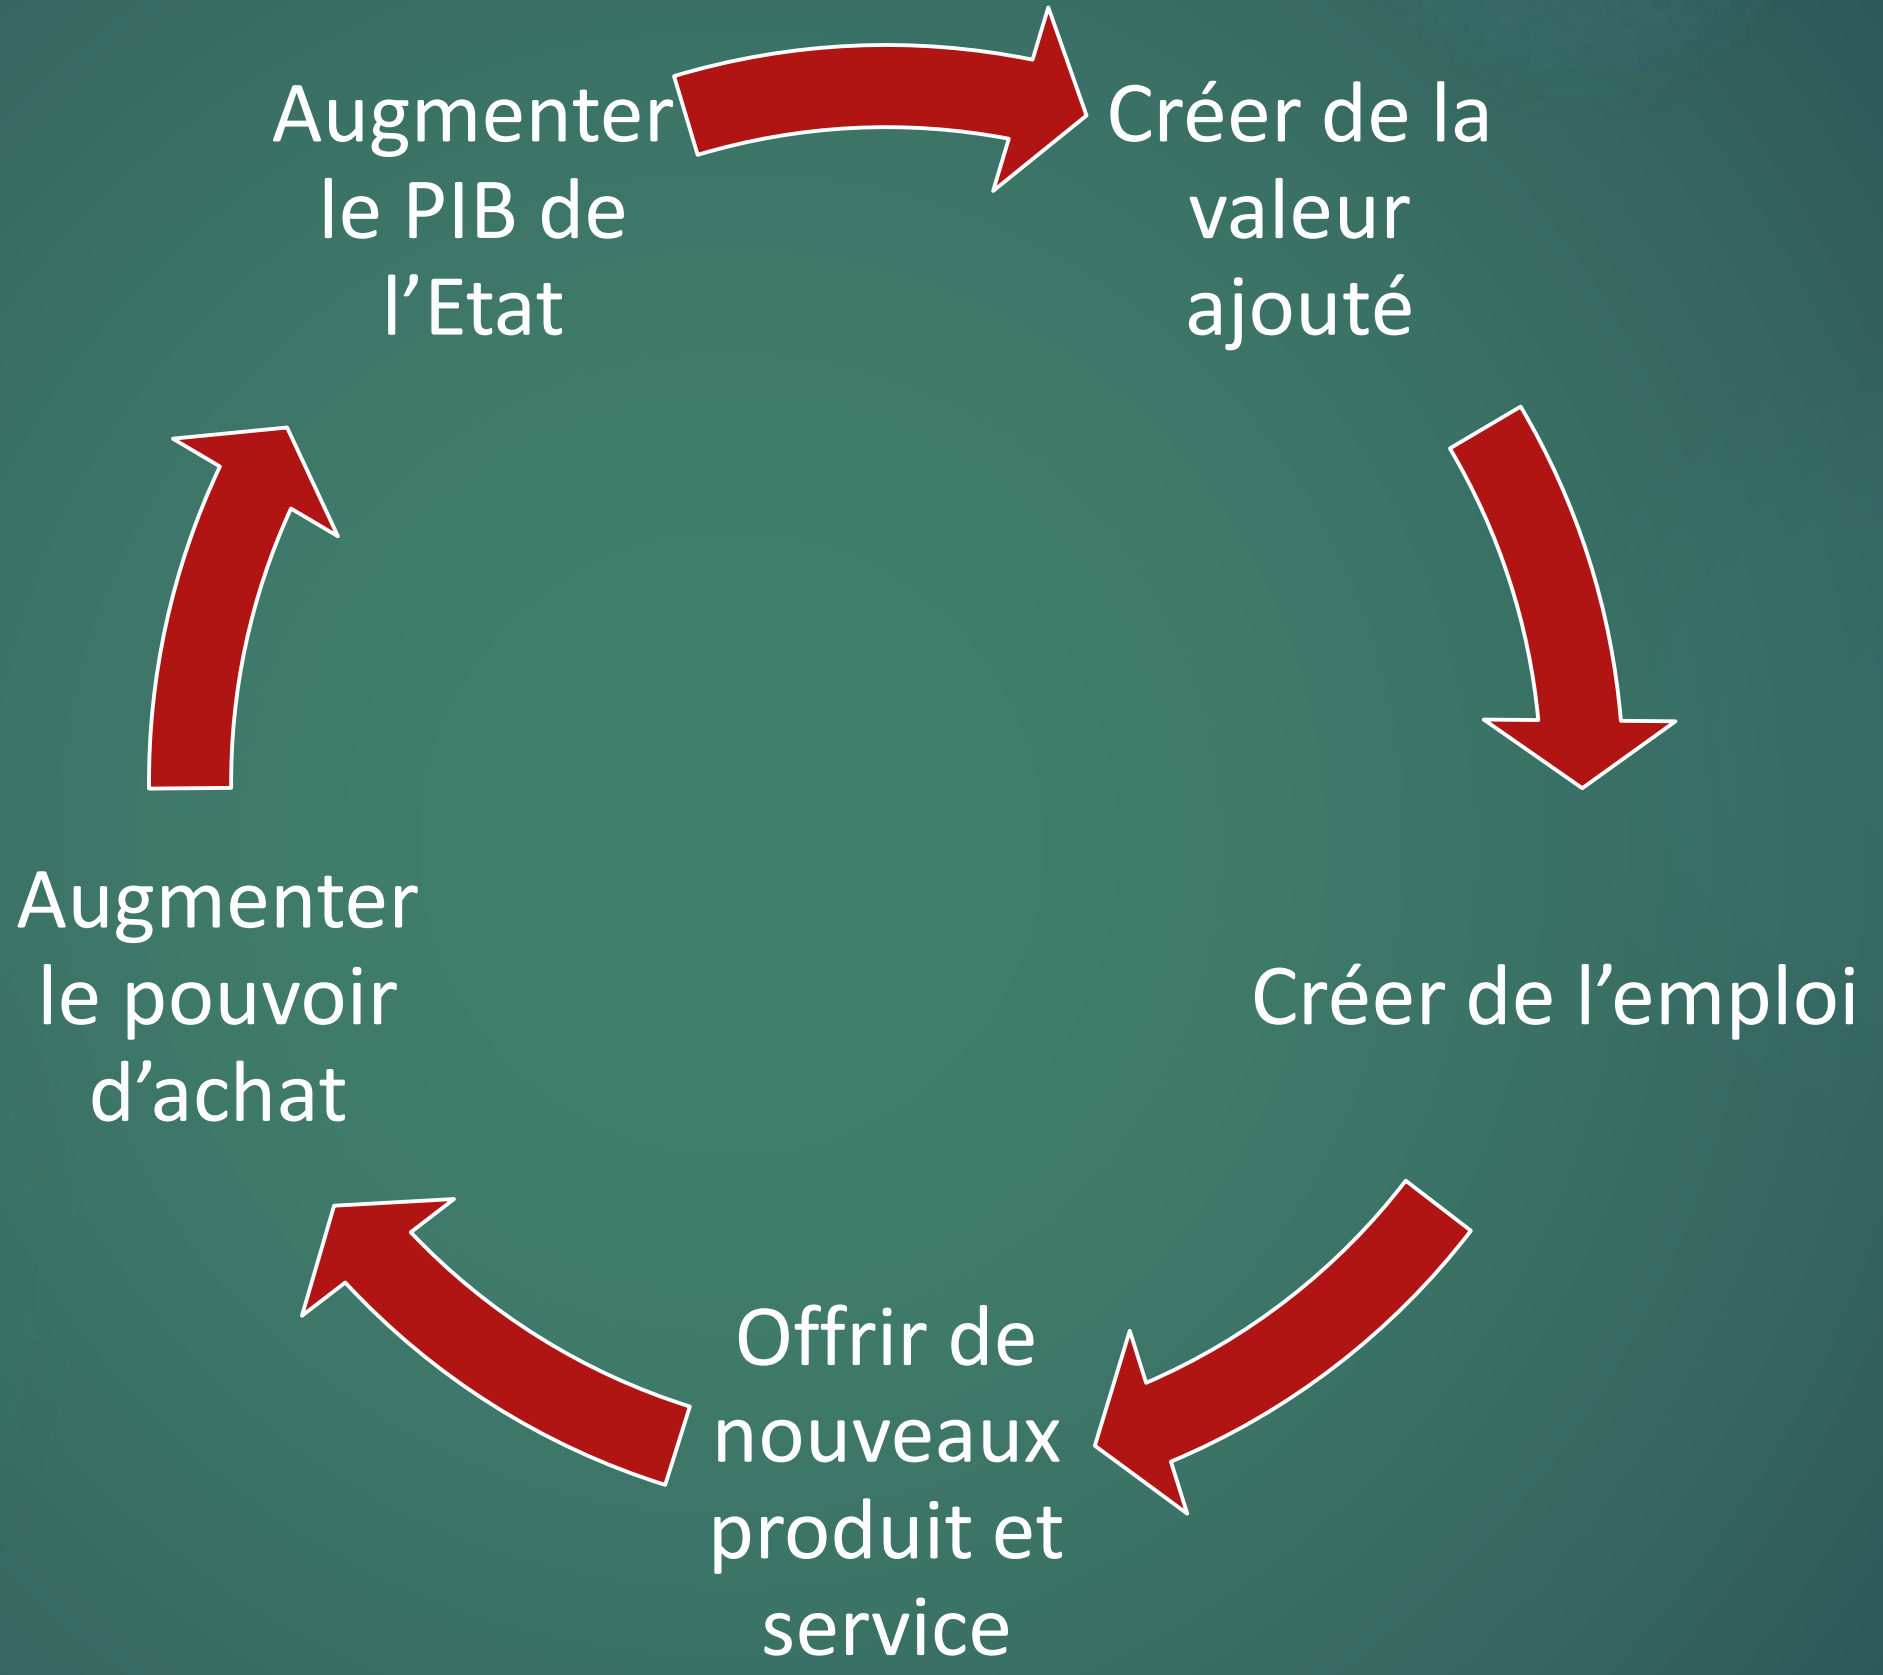 Augmenter
le PIB de
l’Etat
Créer de la
valeur
ajouté
Créer de l’emploi
Offrir de
nouveaux
produit et
service
Augmenter
le pouvoir
d’achat